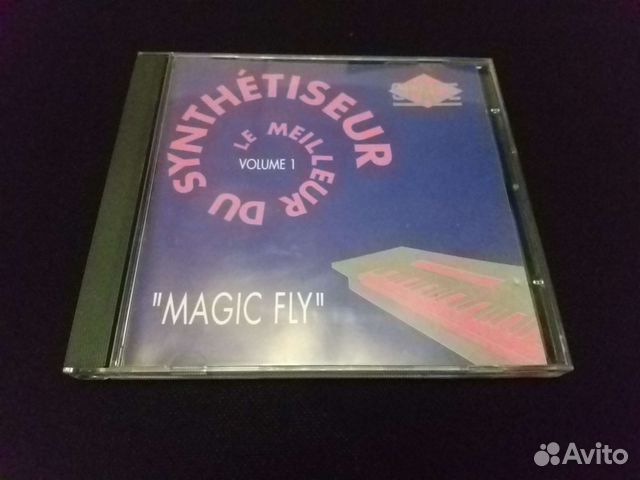 LE MEILLEUR
DU SYNTHÉTISEUR
VOLUME 1
"MAGIC FLY"
Avito